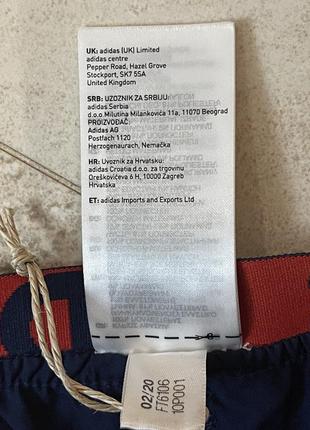 UK: adidas (UK) Limited
adidas centre
Pepper Road, Hazel Grove
Stockport, SK7 5SA
United Kingdom
SRB: UZOZNIK ZA SRBIJU:
adidas Serbia
d.o.o. Milutina Milankovića 11a, 11070 Beograd
PROIZVOĐAČ:
Adidas AG
Postfach 1120
Herzogenaurach, Nemačka
HR: Uvoznik za Hrvatsku:
adidas Croatia d.o.o. za trgovinu
Oreškovićeva 6 H, 10000 Zagreb
Hrvatska
ET: adidas Imports and Exports Ltd
02/20
FT6106
10P001